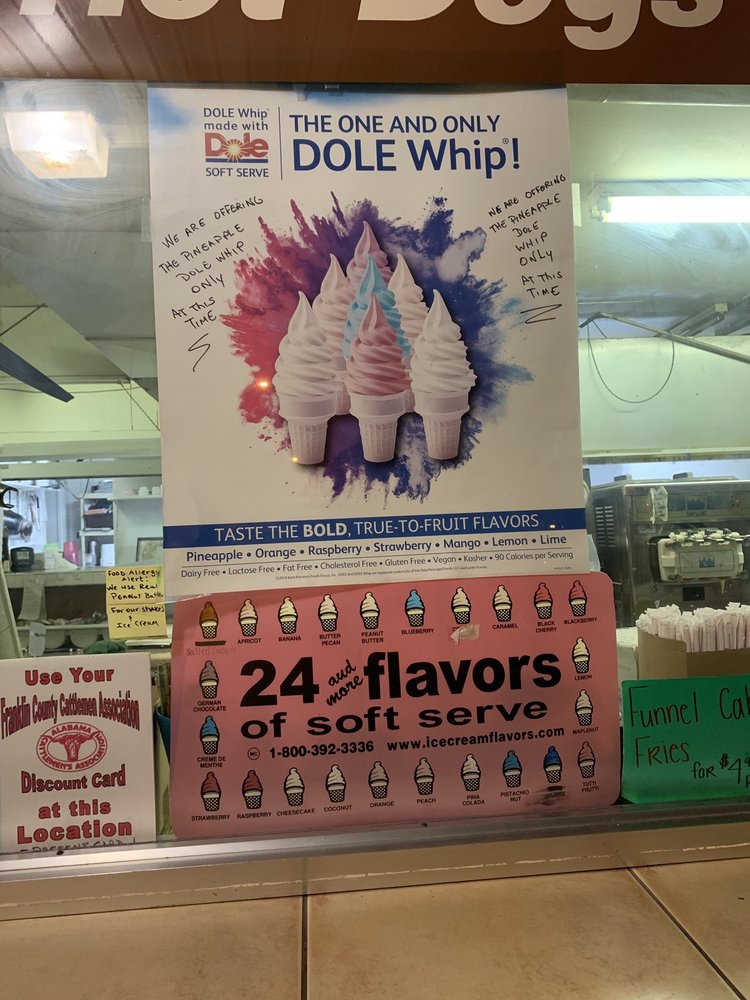 Hot Dogs
DOLE Whip®
made with
Dole
SOFT SERVE
THE ONE AND ONLY
DOLE Whip®!
WE ARE OFFERING
THE PINEAPPLE
DOLE WHIP
ONLY
AT THIS
TIME
WE ARE OFFERING
THE PINEAPPLE
DOLE
WHIP
ONLY
AT THIS
TIME
TASTE THE BOLD, TRUE-TO-FRUIT FLAVORS
Pineapple • Orange • Raspberry • Strawberry • Mango • Lemon • Lime
Dairy Free • Lactose Free • Fat Free • Cholesterol Free • Gluten Free • Vegan • Kosher • 90 Calories per Serving
FOOD ALLERGY
ALERT!
WE USE REAL
PEANUT BUTTER
FOR OUR SHAKES
ICE CREAM
TAYLOR
APRICOT
BANANA
BUTTER
PECAN
PEANUT
BUTTER
BLUEBERRY
CARAMEL
BLACK
CHERRY
BLACKBERRY
LEMON
MAPLENUT
TUTTI
FRUTTI
GERMAN
CHOCOLATE
CREME DE
MENTHE
24 and more flavors
of soft serve
MC 1-800-392-3336 www.icecreamflavors.com
STRAWBERRY
RASPBERRY
CHEESECAKE
COCONUT
ORANGE
PEACH
PINA
COLADA
PISTACHIO
NUT
Use Your
Franklin County Cattlemen Association
ALABAMA
CATTLEMEN'S ASSOCIATION
Discount Card
at this
Location
Funnel Ca
FRIES
FOR $4